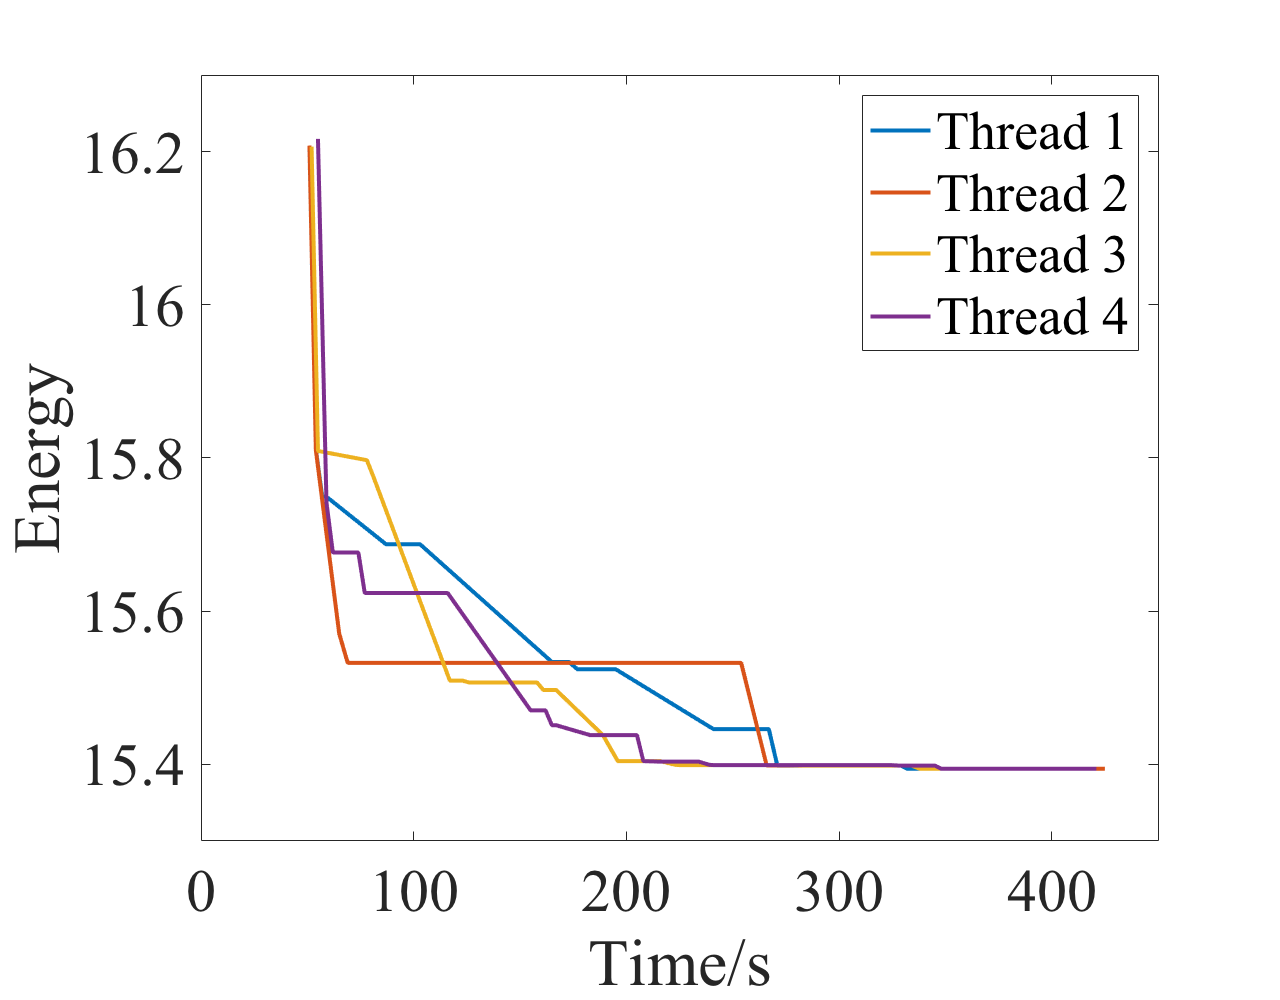 Thread 1
Thread 2
Thread 3
Thread 4
16.2
16
15.8
15.6
15.4
Energy
0 100 200 300 400
Time/s